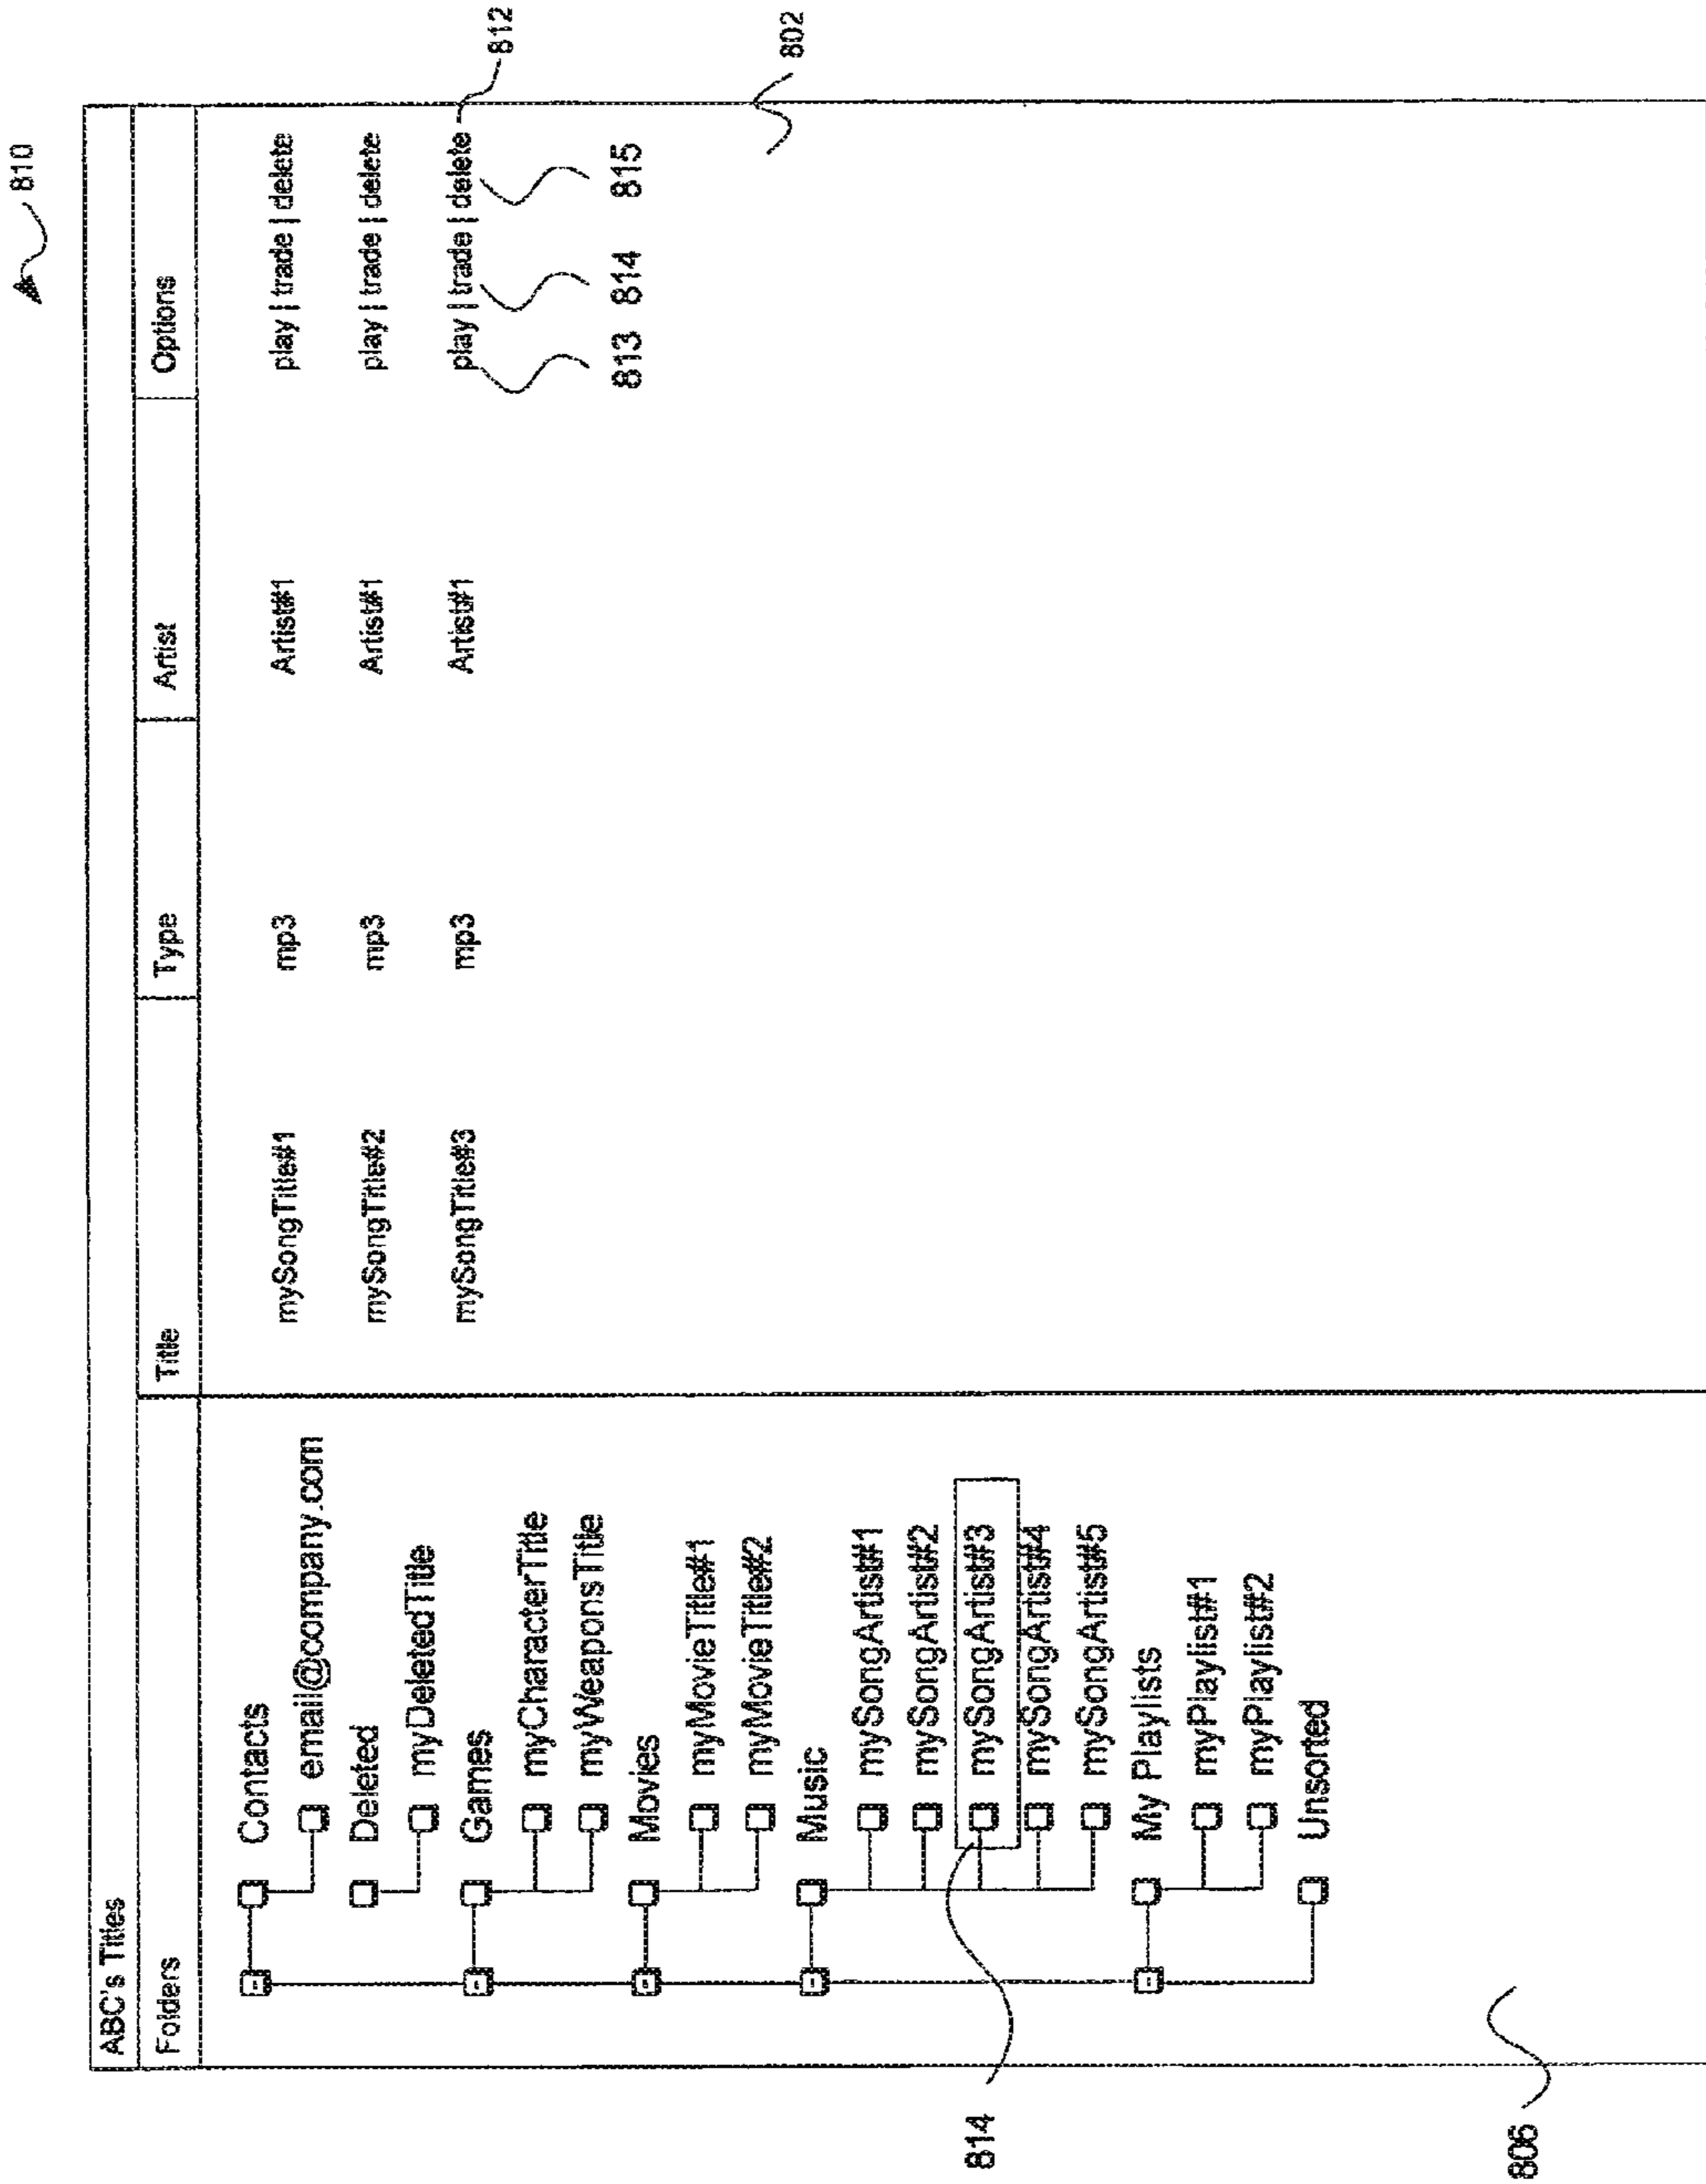 810
ABC's Titles
Folders
Title
Type
Artist
Options
Contacts
email@company.com
Deleted
myDeletedTitle
Games
myCharacterTitle
myWeaponsTitle
Movies
myMovieTitle#1
myMovieTitle#2
Music
mySongArtist#1
mySongArtist#2
mySongArtist#3
mySongArtist#4
mySongArtist#5
My Playlists
myPlaylist#1
myPlaylist#2
Unsorted
mySongTitle#1 mp3 Artist#1 play | trade | delete
mySongTitle#2 mp3 Artist#1 play | trade | delete
mySongTitle#3 mp3 Artist#1 play | trade | delete
812
813 814 815
802
814
806